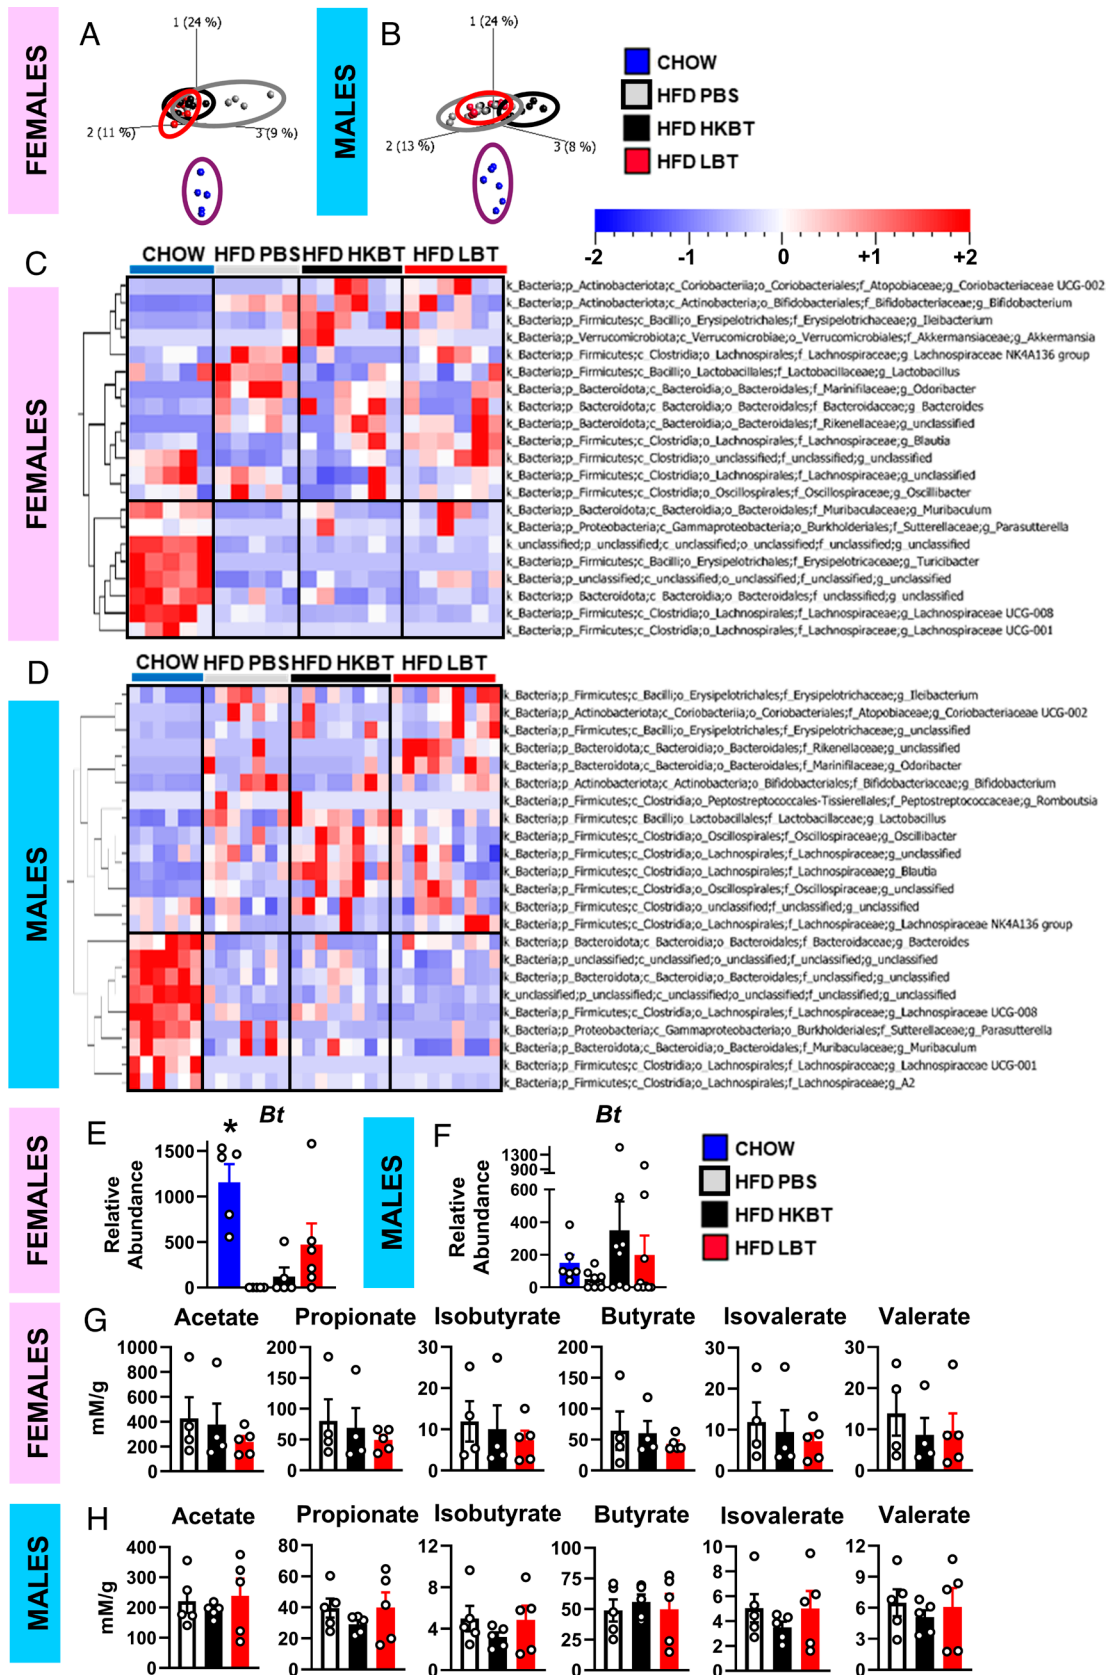 FEMALES
A
1 (24 %)
2 (11 %)
3 (9 %)
MALES
B
1 (24 %)
2 (13 %)
3 (8 %)
CHOW
HFD PBS
HFD HKBT
HFD LBT
-2 -1 0 +1 +2
C
FEMALES
CHOW HFD PBS HFD HKBT HFD LBT
k_Bacteria;p_Actinobacteriota;c_Coriobacteriia;o_Coriobacteriales;f_Atopobiaceae;g_Coriobacteriaceae UCG-002
k_Bacteria;p_Actinobacteriota;c_Actinobacteria;o_Bifidobacteriales;f_Bifidobacteriaceae;g_Bifidobacterium
k_Bacteria;p_Firmicutes;c_Bacilli;o_Erysipelotrichales;f_Erysipelotrichaceae;g_Ileibacterium
k_Bacteria;p_Verrucomicrobiota;c_Verrucomicrobiae;o_Verrucomicrobiales;f_Akkermansiaceae;g_Akkermansia
k_Bacteria;p_Firmicutes;c_Clostridia;o_Lachnospirales;f_Lachnospiraceae;g_Lachnospiraceae NK4A136 group
k_Bacteria;p_Firmicutes;c_Bacilli;o_Lactobacillales;f_Lactobacillaceae;g_Lactobacillus
k_Bacteria;p_Bacteroidota;c_Bacteroidia;o_Bacteroidales;f_Marinifilaceae;g_Odoribacter
k_Bacteria;p_Bacteroidota;c_Bacteroidia;o_Bacteroidales;f_Bacteroidaceae;g_Bacteroides
k_Bacteria;p_Bacteroidota;c_Bacteroidia;o_Bacteroidales;f_Rikenellaceae;g_unclassified
k_Bacteria;p_Firmicutes;c_Clostridia;o_Lachnospirales;f_Lachnospiraceae;g_Blautia
k_Bacteria;p_Firmicutes;c_Clostridia;o_unclassified;f_unclassified;g_unclassified
k_Bacteria;p_Firmicutes;c_Clostridia;o_Lachnospirales;f_Lachnospiraceae;g_unclassified
k_Bacteria;p_Firmicutes;c_Clostridia;o_Oscillospirales;f_Oscillospiraceae;g_Oscillibacter
k_Bacteria;p_Bacteroidota;c_Bacteroidia;o_Bacteroidales;f_Muribaculaceae;g_Muribaculum
k_Bacteria;p_Proteobacteria;c_Gammaproteobacteria;o_Burkholderiales;f_Sutterellaceae;g_Parasutterella
k_unclassified;p_unclassified;c_unclassified;o_unclassified;f_unclassified;g_unclassified
k_Bacteria;p_Firmicutes;c_Bacilli;o_Erysipelotrichales;f_Erysipelotrichaceae;g_Turicibacter
k_Bacteria;p_unclassified;c_unclassified;o_unclassified;f_unclassified;g_unclassified
k_Bacteria;p_Bacteroidota;c_Bacteroidia;o_Bacteroidales;f_unclassified;g_unclassified
k_Bacteria;p_Firmicutes;c_Clostridia;o_Lachnospirales;f_Lachnospiraceae;g_Lachnospiraceae UCG-008
k_Bacteria;p_Firmicutes;c_Clostridia;o_Lachnospirales;f_Lachnospiraceae;g_Lachnospiraceae UCG-001
D
MALES
CHOW HFD PBS HFD HKBT HFD LBT
k_Bacteria;p_Firmicutes;c_Bacilli;o_Erysipelotrichales;f_Erysipelotrichaceae;g_Ileibacterium
k_Bacteria;p_Actinobacteriota;c_Coriobacteriia;o_Coriobacteriales;f_Atopobiaceae;g_Coriobacteriaceae UCG-002
k_Bacteria;p_Firmicutes;c_Bacilli;o_Erysipelotrichales;f_Erysipelotrichaceae;g_unclassified
k_Bacteria;p_Bacteroidota;c_Bacteroidia;o_Bacteroidales;f_Rikenellaceae;g_unclassified
k_Bacteria;p_Bacteroidota;c_Bacteroidia;o_Bacteroidales;f_Marinifilaceae;g_Odoribacter
k_Bacteria;p_Actinobacteriota;c_Actinobacteria;o_Bifidobacteriales;f_Bifidobacteriaceae;g_Bifidobacterium
k_Bacteria;p_Firmicutes;c_Clostridia;o_Peptostreptococcales-Tissierellales;f_Peptostreptococcaceae;g_Romboutsia
k_Bacteria;p_Firmicutes;c_Bacilli;o_Lactobacillales;f_Lactobacillaceae;g_Lactobacillus
k_Bacteria;p_Firmicutes;c_Clostridia;o_Oscillospirales;f_Oscillospiraceae;g_Oscillibacter
k_Bacteria;p_Firmicutes;c_Clostridia;o_Lachnospirales;f_Lachnospiraceae;g_unclassified
k_Bacteria;p_Firmicutes;c_Clostridia;o_Lachnospirales;f_Lachnospiraceae;g_Blautia
k_Bacteria;p_Firmicutes;c_Clostridia;o_Oscillospirales;f_Oscillospiraceae;g_unclassified
k_Bacteria;p_Firmicutes;c_Clostridia;o_unclassified;f_unclassified;g_unclassified
k_Bacteria;p_Firmicutes;c_Clostridia;o_Lachnospirales;f_Lachnospiraceae;g_Lachnospiraceae NK4A136 group
k_Bacteria;p_Bacteroidota;c_Bacteroidia;o_Bacteroidales;f_Bacteroidaceae;g_Bacteroides
k_Bacteria;p_unclassified;c_unclassified;o_unclassified;f_unclassified;g_unclassified
k_Bacteria;p_Bacteroidota;c_Bacteroidia;o_Bacteroidales;f_unclassified;g_unclassified
k_unclassified;p_unclassified;c_unclassified;o_unclassified;f_unclassified;g_unclassified
k_Bacteria;p_Firmicutes;c_Clostridia;o_Lachnospirales;f_Lachnospiraceae;g_Lachnospiraceae UCG-008
k_Bacteria;p_Proteobacteria;c_Gammaproteobacteria;o_Burkholderiales;f_Sutterellaceae;g_Parasutterella
k_Bacteria;p_Bacteroidota;c_Bacteroidia;o_Bacteroidales;f_Muribaculaceae;g_Muribaculum
k_Bacteria;p_Firmicutes;c_Clostridia;o_Lachnospirales;f_Lachnospiraceae;g_Lachnospiraceae UCG-001
k_Bacteria;p_Firmicutes;c_Clostridia;o_Lachnospirales;f_Lachnospiraceae;g_A2
FEMALES
E
Bt
*
Relative
Abundance
1500
1000
500
0
MALES
F
Bt
Relative
Abundance
1300
900
600
400
200
0
CHOW
HFD PBS
HFD HKBT
HFD LBT
FEMALES
G
Acetate Propionate Isobutyrate Butyrate Isovalerate Valerate
mM/g
1000 200 30 200 30 30
800
600 150 20 150 20 20
400 100 10 100 10 10
200 50 50
0 0 0 0 0 0
MALES
H
Acetate Propionate Isobutyrate Butyrate Isovalerate Valerate
mM/g
400 80 12 100 10 12
300 60 8 75 8 9
200 40 4 50 6 6
100 20 25 4 3
2
0 0 0 0 0 0